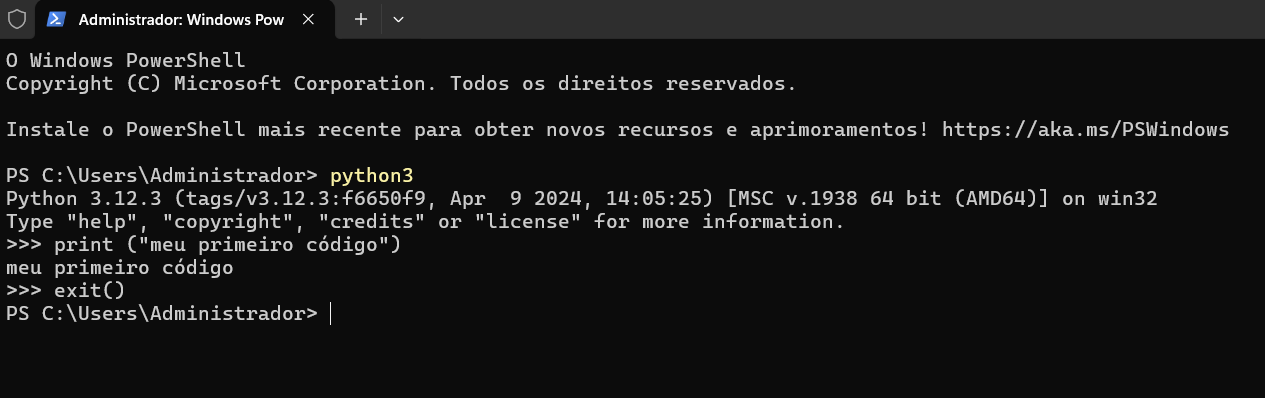 Administrador: Windows Pow
O Windows PowerShell
Copyright (C) Microsoft Corporation. Todos os direitos reservados.
Instale o PowerShell mais recente para obter novos recursos e aprimoramentos! https://aka.ms/PSWindows
PS C:\Users\Administrador> python3
Python 3.12.3 (tags/v3.12.3:f6650f9, Apr  9 2024, 14:05:25) [MSC v.1938 64 bit (AMD64)] on win32
Type "help", "copyright", "credits" or "license" for more information.
>>> print ("meu primeiro código")
meu primeiro código
>>> exit()
PS C:\Users\Administrador>